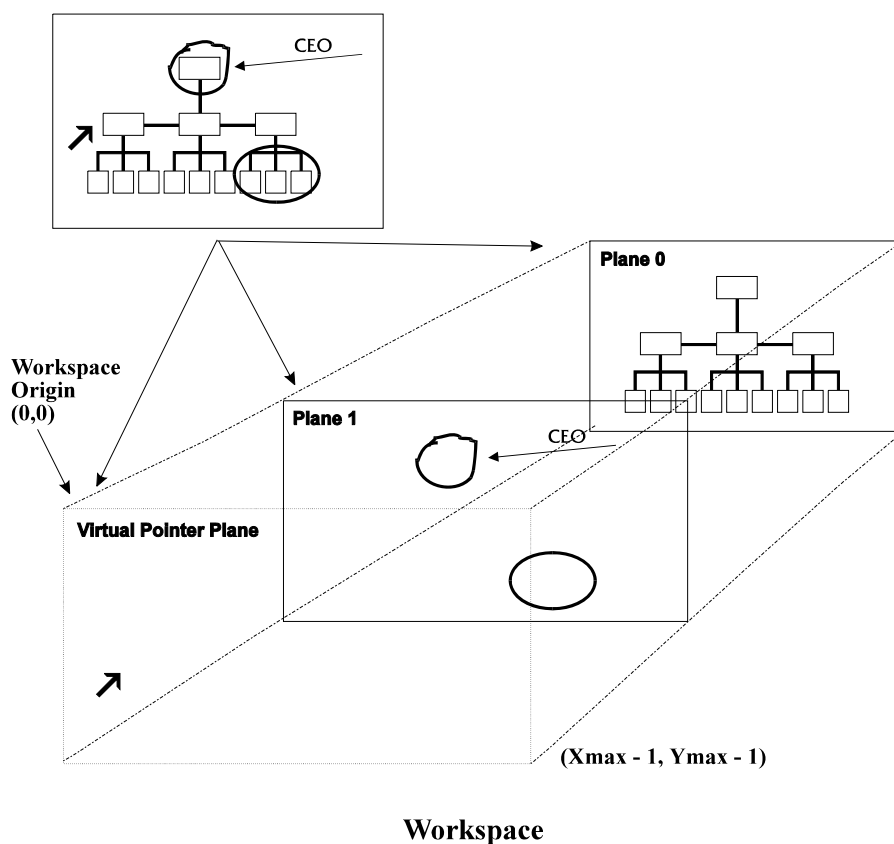 CEO
Plane 0
Workspace
Origin
(0,0)
Plane 1
CEO
Virtual Pointer Plane
(Xmax - 1, Ymax - 1)
Workspace